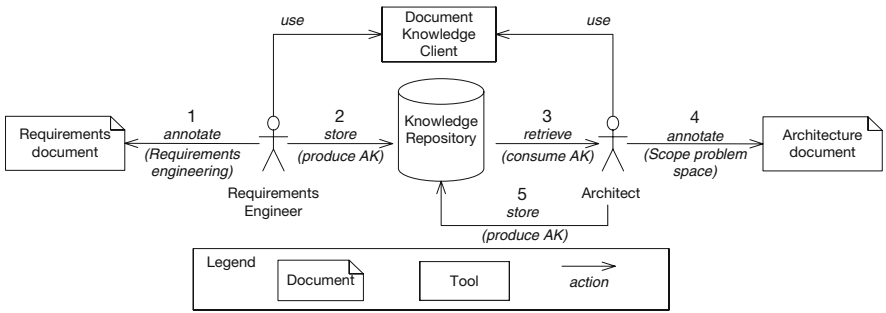 use
Document
Knowledge
Client
use
1
annotate
(Requirements
engineering)
2
store
(produce AK)
Knowledge
Repository
3
retrieve
(consume AK)
4
annotate
(Scope problem
space)
Requirements
document
Architecture
document
Requirements
Engineer
Architect
5
store
(produce AK)
Legend
Document
Tool
action